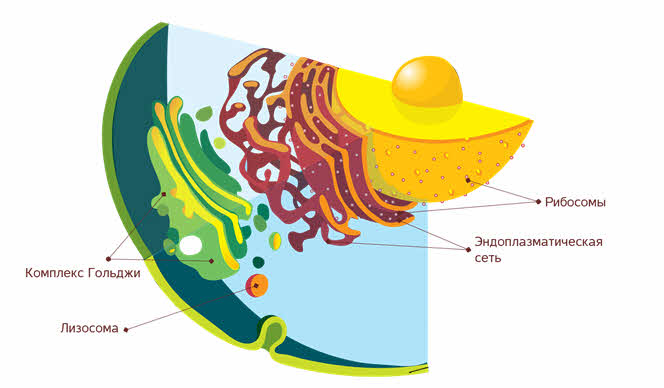 Рибосомы
Эндоплазматическая
сеть
Комплекс Гольджи
Лизосома